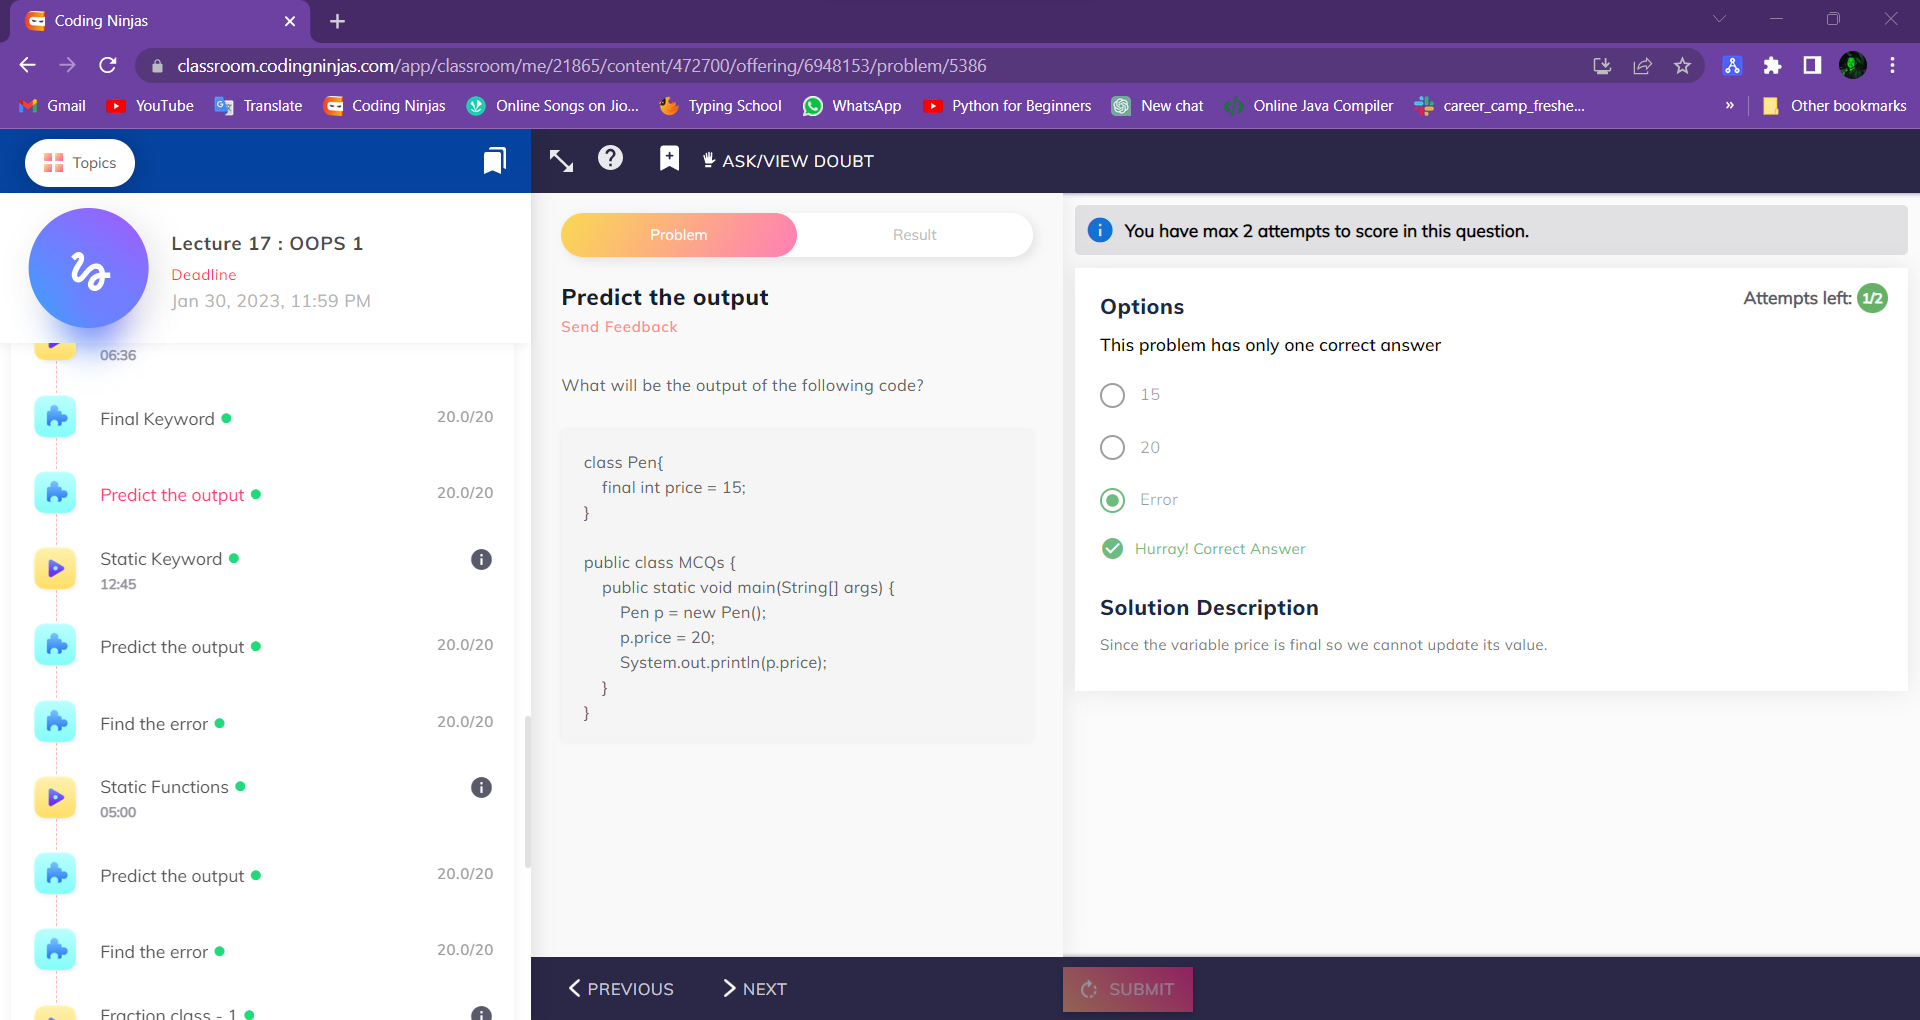 Coding Ninjas
classroom.codingninjas.com/app/classroom/me/21865/content/472700/offering/6948153/problem/5386
Gmail
YouTube
Translate
Coding Ninjas
Online Songs on Jio...
Typing School
WhatsApp
Python for Beginners
New chat
Online Java Compiler
career_camp_freshe...
»
Other bookmarks
Topics
ASK/VIEW DOUBT
Lecture 17 : OOPS 1
Deadline
Jan 30, 2023, 11:59 PM
06:36
Final Keyword
20.0/20
Predict the output
20.0/20
Static Keyword
12:45
Predict the output
20.0/20
Find the error
20.0/20
Static Functions
05:00
Predict the output
20.0/20
Find the error
20.0/20
Fraction class - 1
Problem
Result
Predict the output
Send Feedback
What will be the output of the following code?
class Pen{
final int price = 15;
}
public class MCQs {
public static void main(String[] args) {
Pen p = new Pen();
p.price = 20;
System.out.println(p.price);
}
}
PREVIOUS
NEXT
You have max 2 attempts to score in this question.
Options
Attempts left: 1/2
This problem has only one correct answer
15
20
Error
Hurray! Correct Answer
Solution Description
Since the variable price is final so we cannot update its value.
SUBMIT